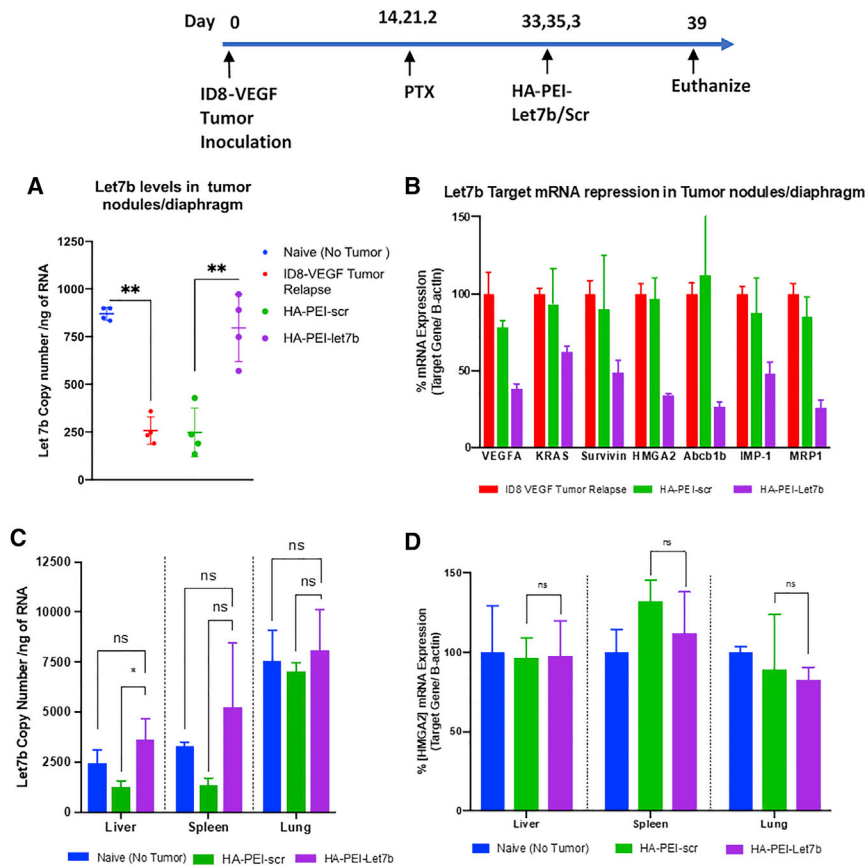 Day 0 14,21,2 33,35,3 39
ID8-VEGF
Tumor
Inoculation
PTX
HA-PEI-
Let7b/Scr
Euthanize
A
Let7b levels in tumor
nodules/diaphragm
Let 7b Copy number /ng of RNA
1250
1000
750
500
250
0
**
**
Naive (No Tumor )
ID8-VEGF Tumor
Relapse
HA-PEI-scr
HA-PEI-let7b
B
Let7b Target mRNA repression in Tumor nodules/diaphragm
% mRNA Expression
(Target Gene/ B-actin)
150
100
50
0
VEGFA KRAS Survivin HMGA2 Abcb1b IMP-1 MRP1
ID8 VEGF Tumor Relapse HA-PEI-scr HA-PEI-Let7b
C
Let7b Copy Number /ng of RNA
12500
10000
7500
5000
2500
0
ns
*
ns
ns
ns
ns
Liver Spleen Lung
Naive (No Tumor) HA-PEI-scr HA-PEI-Let7b
D
% [HMGA2] mRNA Expression
(Target Gene/ B-actin)
150
100
50
0
ns
ns
ns
Liver Spleen Lung
Naive (No Tumor) HA-PEI-scr HA-PEI-Let7b